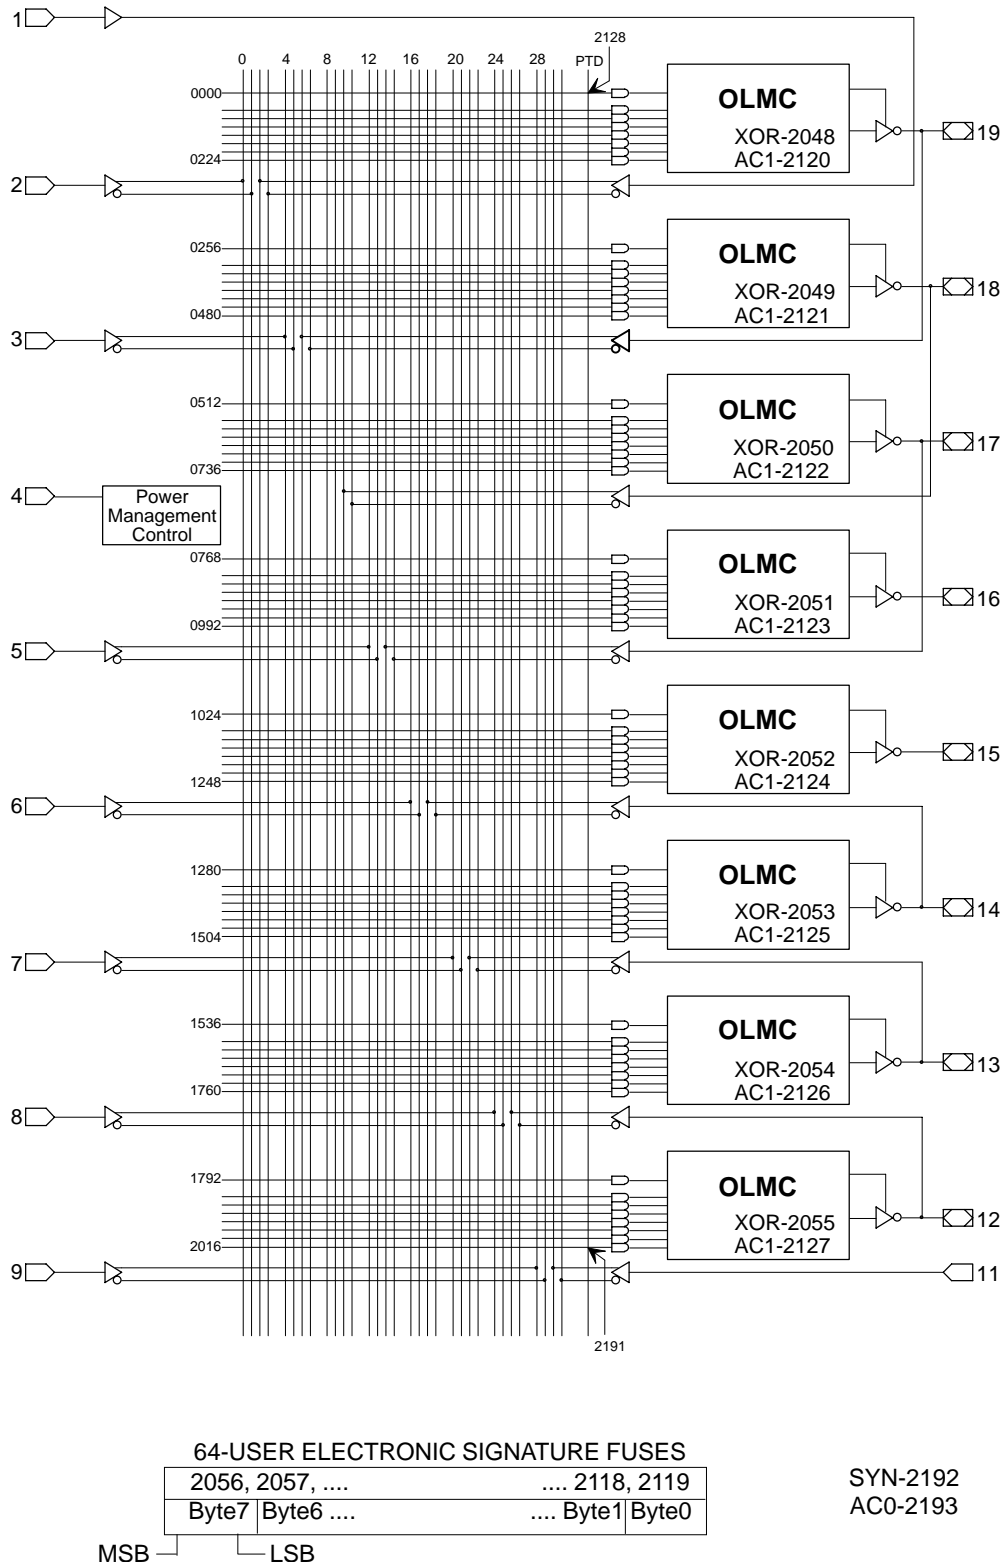 1
2128
0 4 8 12 16 20 24 28 PTD
0000
OLMC
XOR-2048
AC1-2120
19
0224
2
0256
OLMC
XOR-2049
AC1-2121
18
0480
3
0512
OLMC
XOR-2050
AC1-2122
17
0736
4
Power
Management
Control
0768
OLMC
XOR-2051
AC1-2123
16
0992
5
1024
OLMC
XOR-2052
AC1-2124
15
1248
6
1280
OLMC
XOR-2053
AC1-2125
14
1504
7
1536
OLMC
XOR-2054
AC1-2126
13
1760
8
1792
OLMC
XOR-2055
AC1-2127
12
2016
9
11
2191
64-USER ELECTRONIC SIGNATURE FUSES
2056, 2057, .... .... 2118, 2119
Byte7 Byte6 .... .... Byte1 Byte0
MSB LSB
SYN-2192
AC0-2193